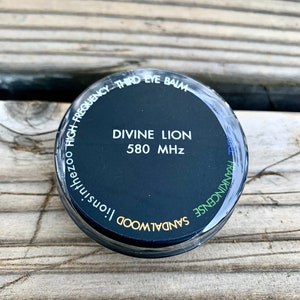 HIGH FREQUENCY - THIRD EYE BALM
DIVINE LION
580 MHz
FRANKINCENSE
SANDALWOOD
lionsinthezoo